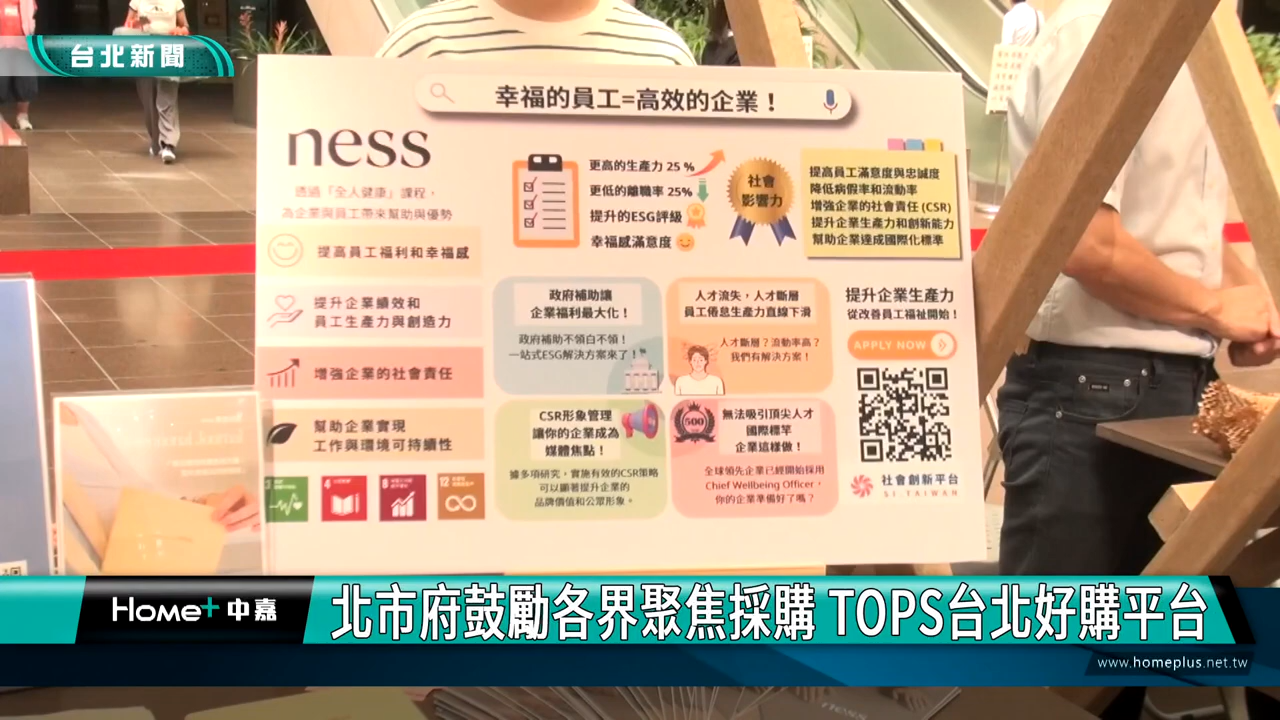 台北新聞
幸福的員工=高效的企業！
ness
透過「全人健康」課程，
為企業與員工帶來幫助與優勢
提高員工福利和幸福感
提升企業績效和
員工生產力與創造力
增強企業的社會責任
幫助企業實現
工作與環境可持續性
4
8
12
更高的生產力 25 %
更低的離職率 25%
提升的ESG評級
幸福感滿意度
社會
影響力
提高員工滿意度與忠誠度
降低病假率和流動率
增強企業的社會責任 (CSR)
提升企業生產力和創新能力
幫助企業達成國際化標準
政府補助讓
企業福利最大化！
政府補助不領白不領！
一站式ESG解決方案來了！
人才流失，人才斷層
員工倦怠生產力直線下滑
人才斷層？流動率高？
我們有解決方案！
CSR形象管理
讓你的企業成為
媒體焦點！
據多項研究，實施有效的CSR策略
可以顯著提升企業的
品牌價值和公眾形象。
500
無法吸引頂尖人才
國際標竿
企業這樣做！
全球領先企業已經開始採用
Chief Wellbeing Officer，
你的企業準備好了嗎？
提升企業生產力
從改善員工福祉開始！
APPLY NOW
社會創新平台
SI TAIWAN
Home+ 中嘉
北市府鼓勵各界聚焦採購 TOPS台北好購平台
www.homeplus.net.tw